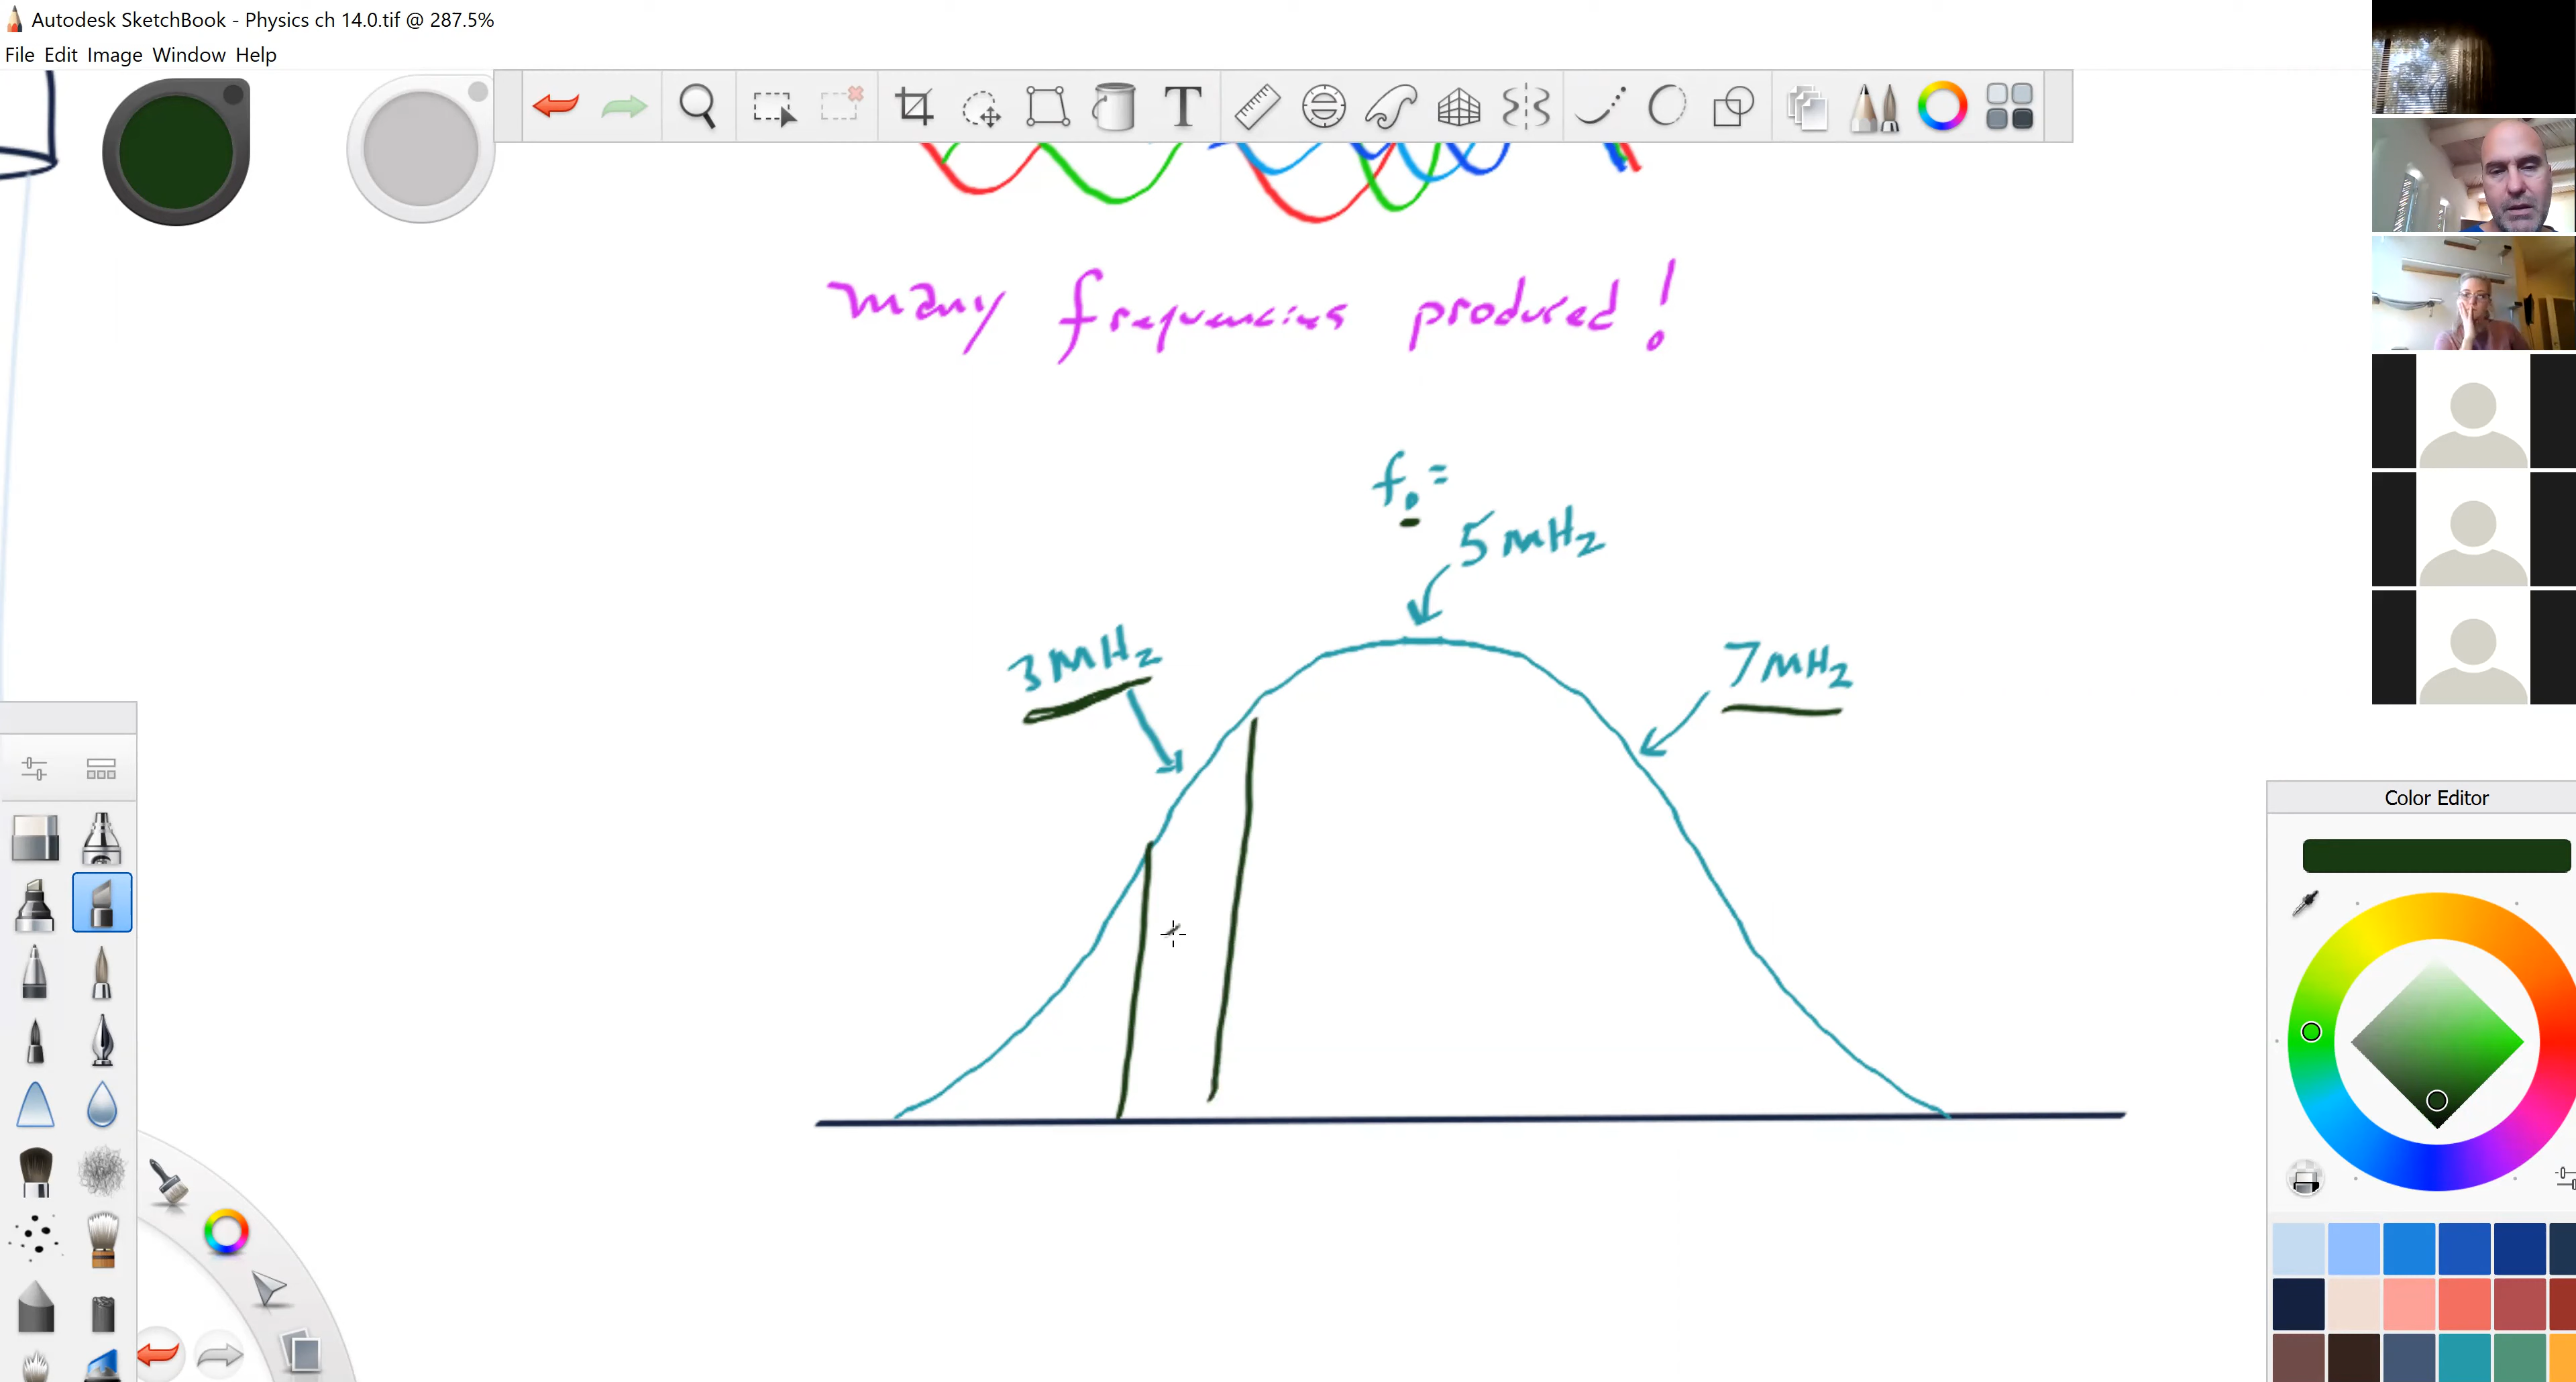 Autodesk SketchBook - Physics ch 14.0.tif @ 287.5%
File Edit Image Window Help
T
many frequencies produced!
f₀ =
5 MHz
3 MHz
7 MHz
Color Editor